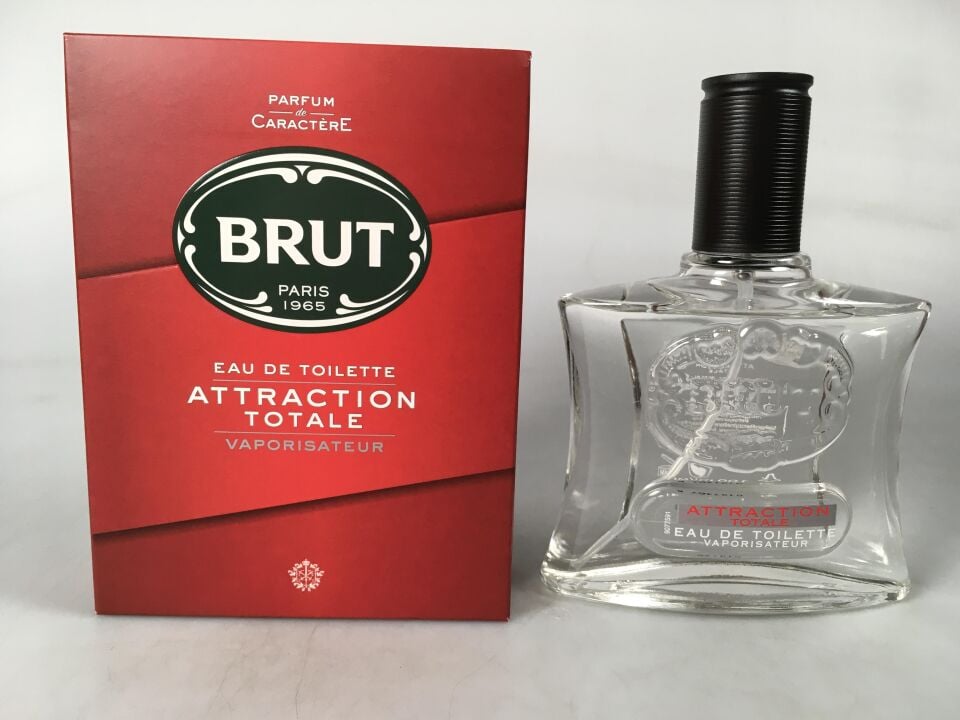 PARFUM
de
CARACTÈRE
BRUT
PARIS
1965
EAU DE TOILETTE
ATTRACTION
TOTALE
VAPORISATEUR
ATTRACTION
TOTALE
EAU DE TOILETTE
VAPORISATEUR